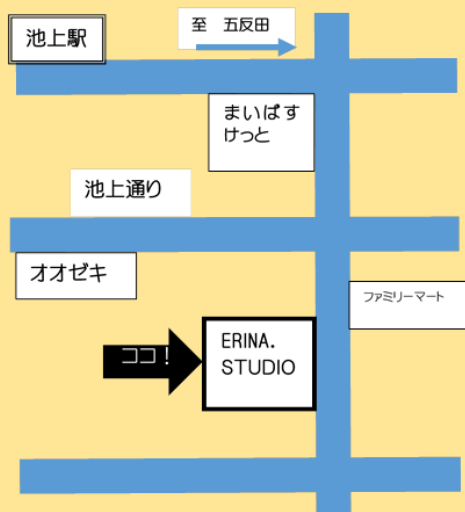 池上駅
至　五反田
まいばす
けっと
池上通り
オオゼキ
ファミリーマート
ココ！
ERINA.
STUDIO